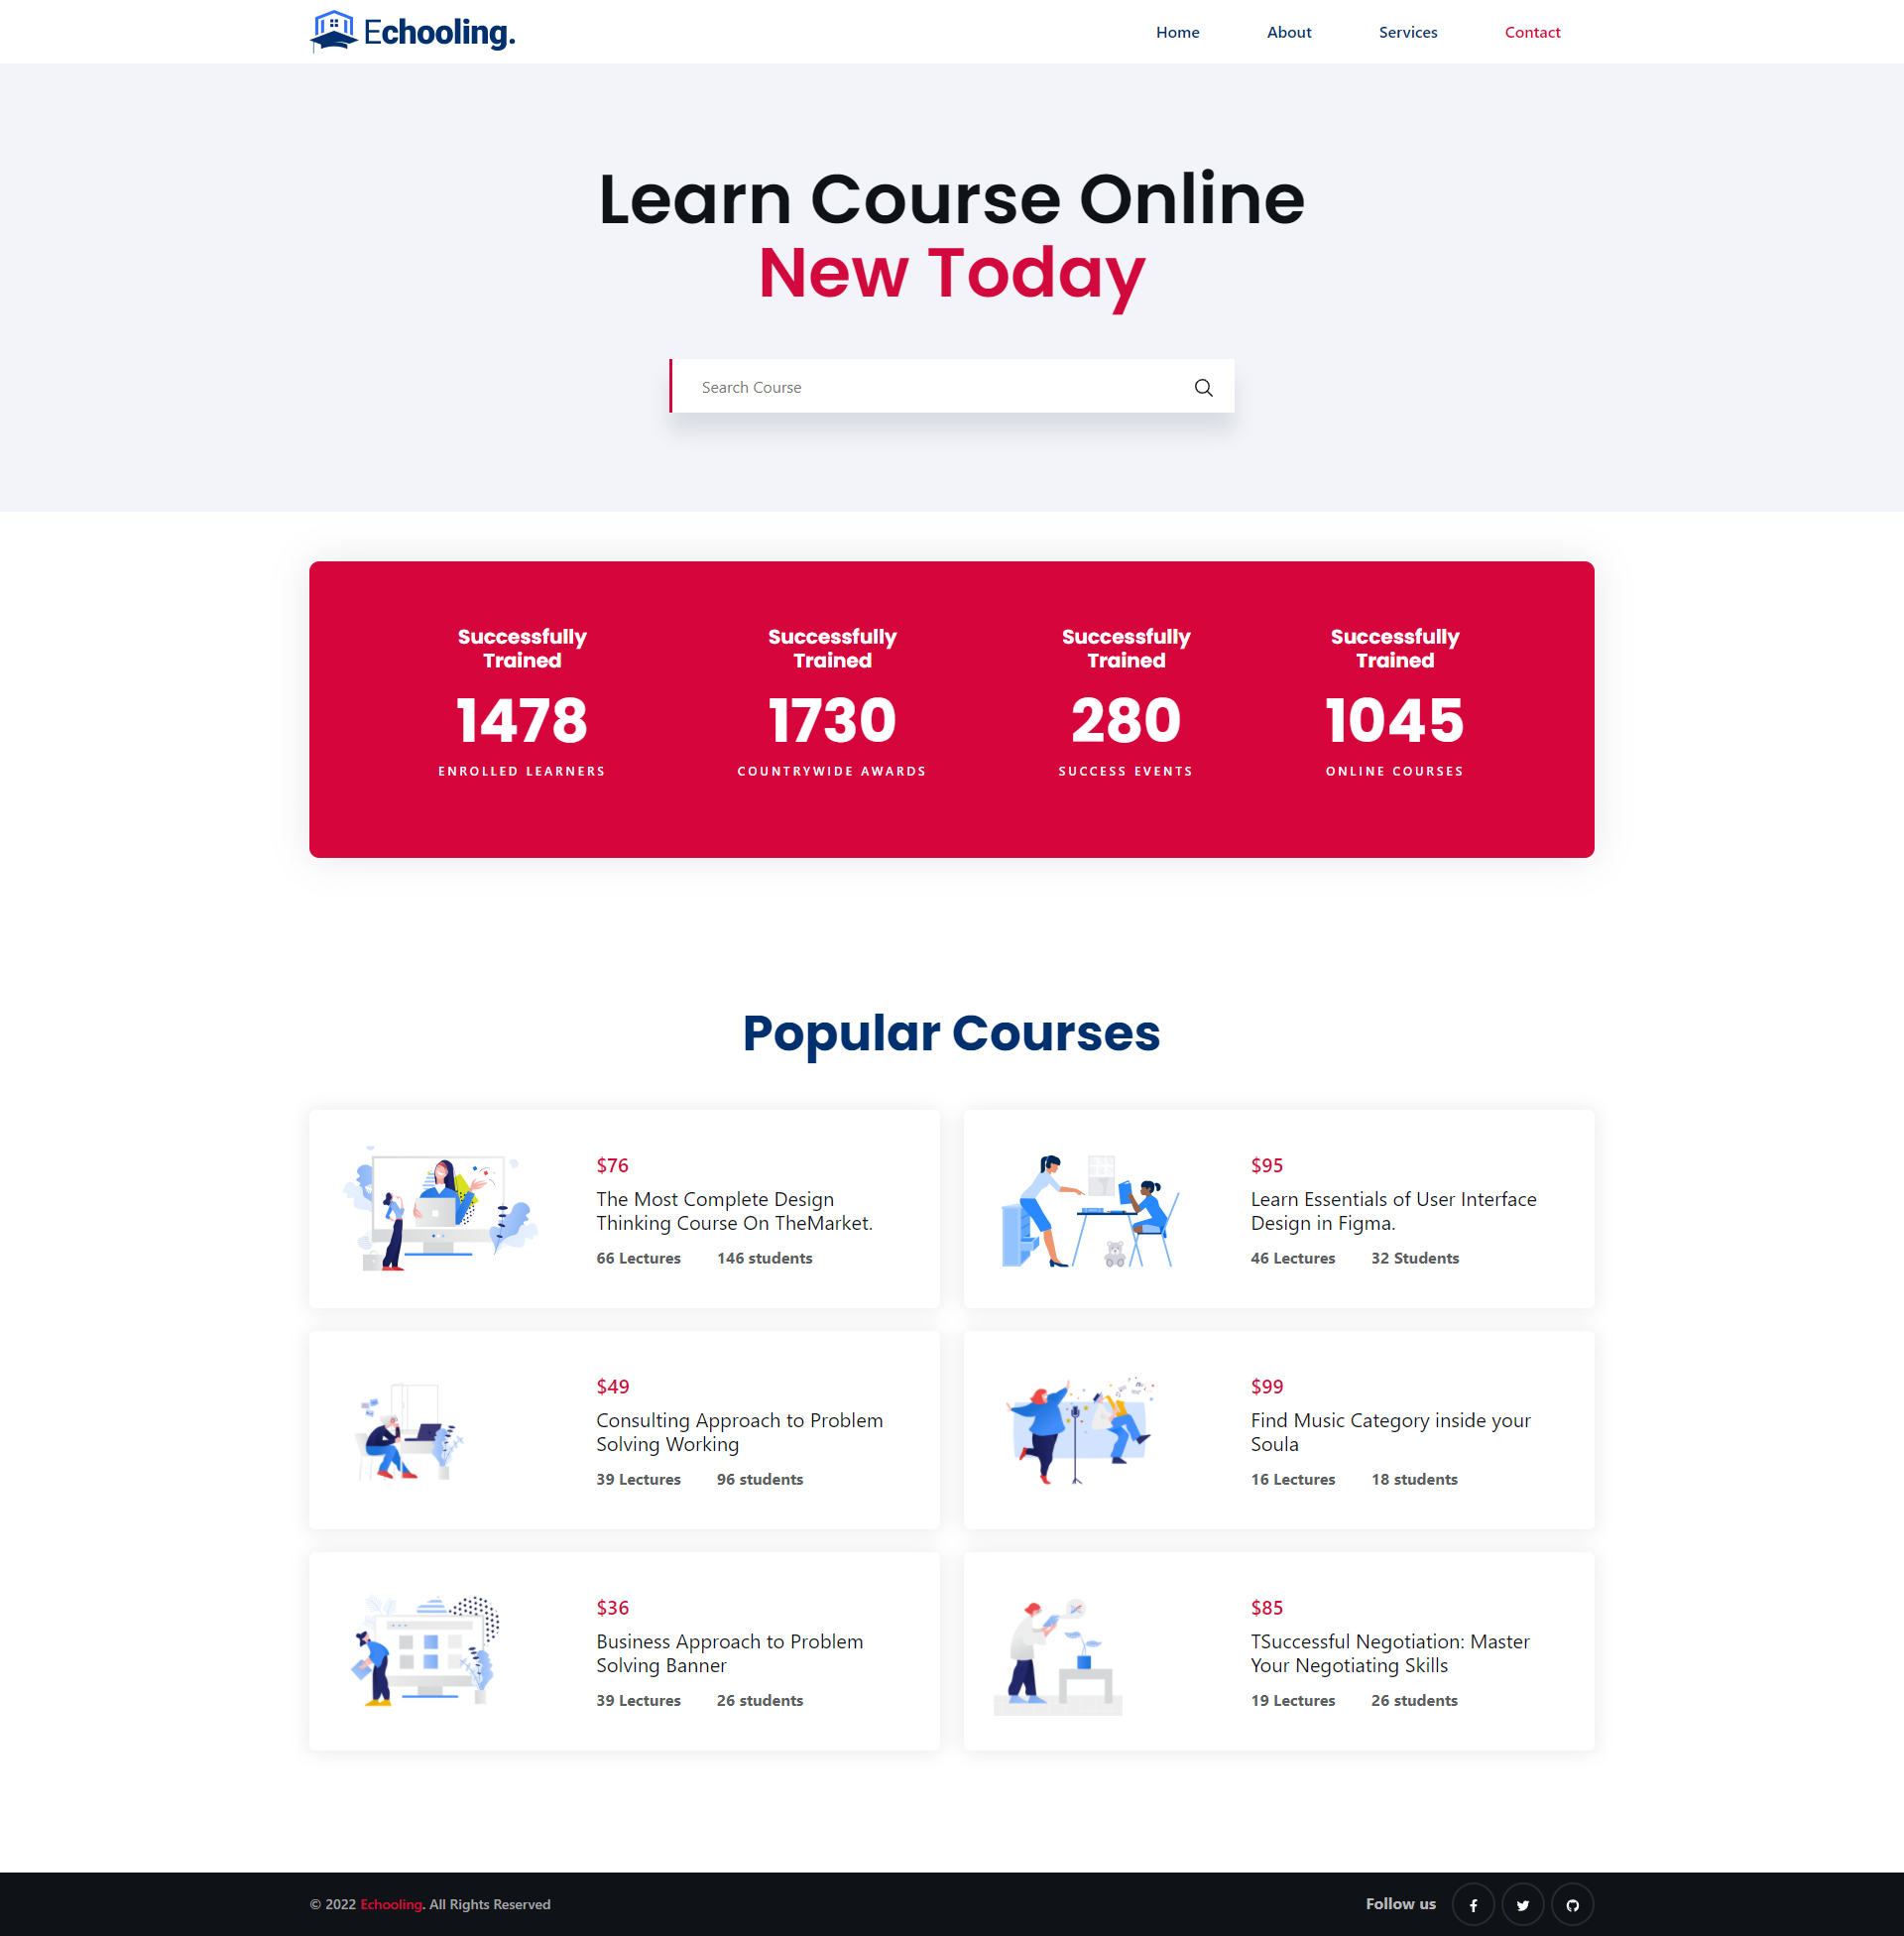 Echooling.
Home
About
Services
Contact
Learn Course Online
New Today
Search Course
Successfully
Trained
1478
ENROLLED LEARNERS
Successfully
Trained
1730
COUNTRYWIDE AWARDS
Successfully
Trained
280
SUCCESS EVENTS
Successfully
Trained
1045
ONLINE COURSES
Popular Courses
$76
The Most Complete Design
Thinking Course On TheMarket.
66 Lectures
146 students
$95
Learn Essentials of User Interface
Design in Figma.
46 Lectures
32 Students
$49
Consulting Approach to Problem
Solving Working
39 Lectures
96 students
$99
Find Music Category inside your
Soula
16 Lectures
18 students
$36
Business Approach to Problem
Solving Banner
39 Lectures
26 students
$85
TSuccessful Negotiation: Master
Your Negotiating Skills
19 Lectures
26 students
© 2022 Echooling. All Rights Reserved
Follow us